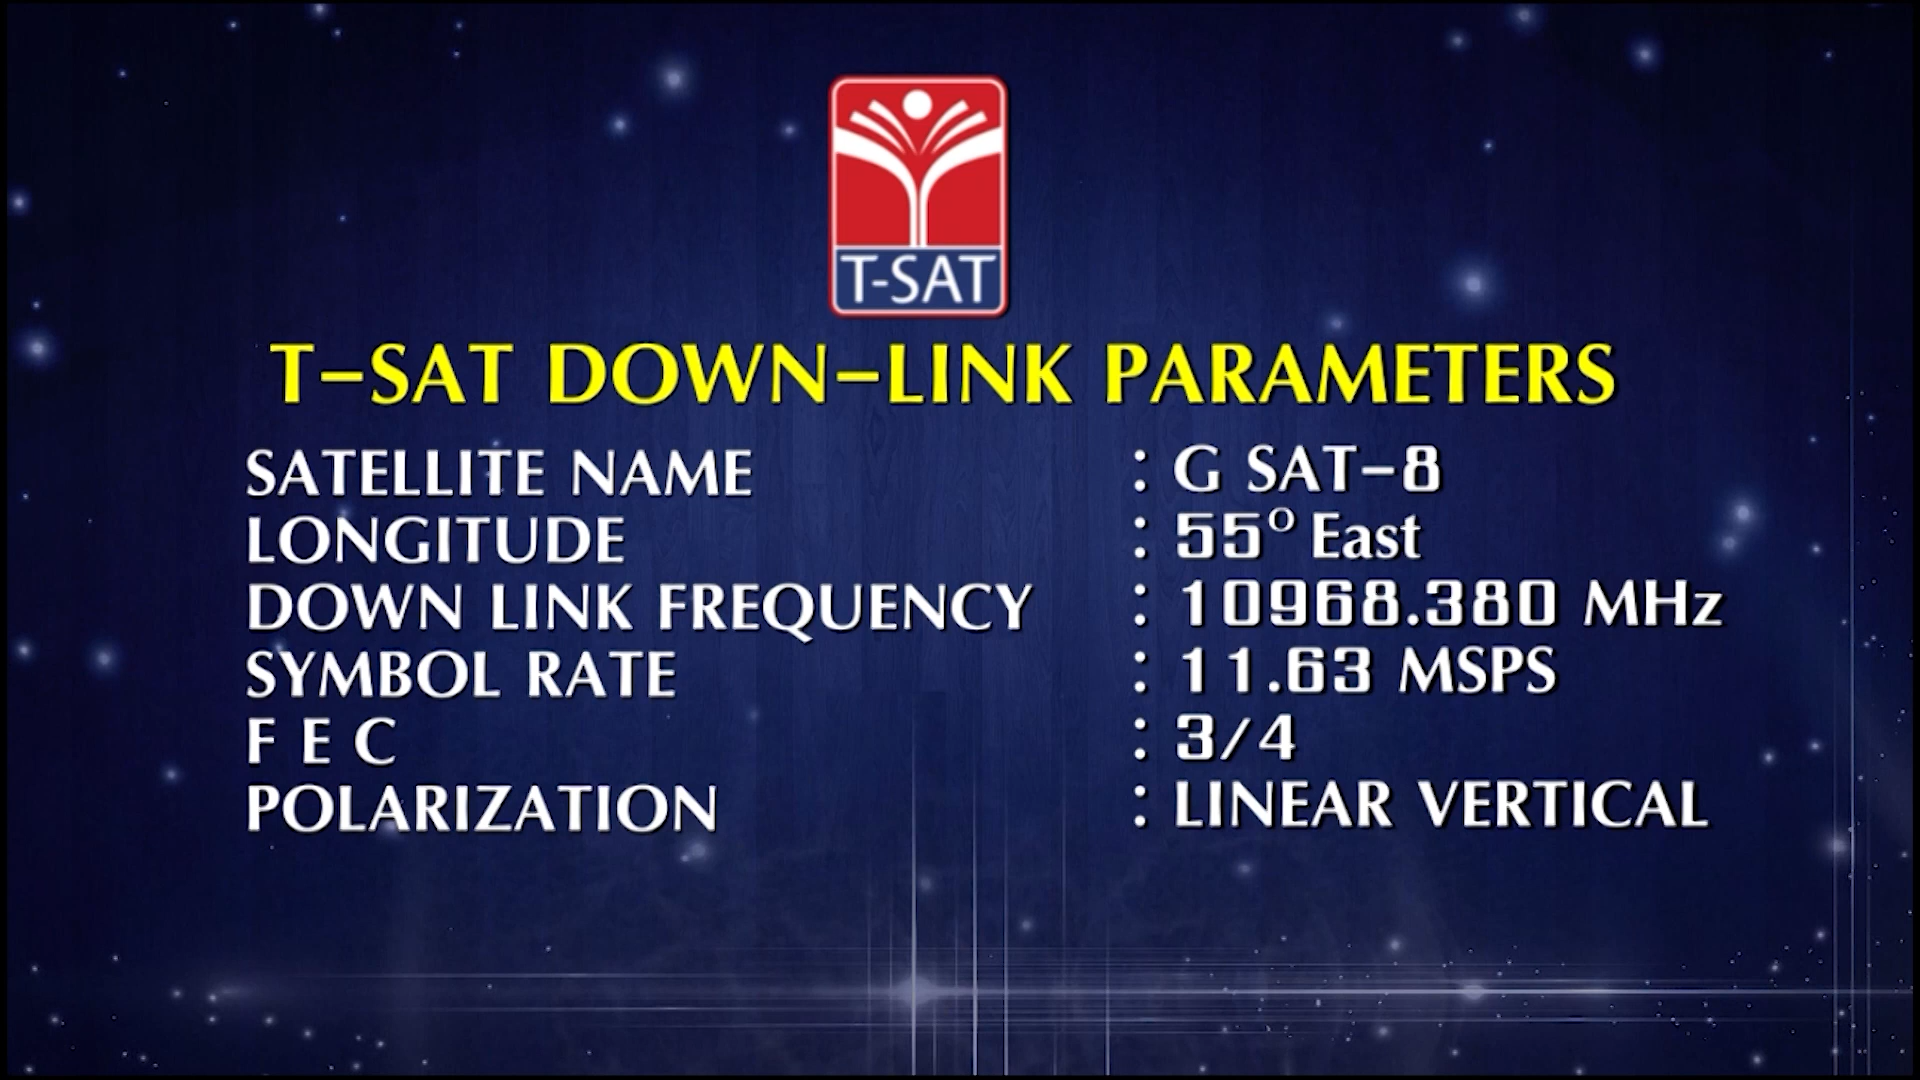 T-SAT
T-SAT DOWN-LINK PARAMETERS
SATELLITE NAME : G SAT-8
LONGITUDE : 55° East
DOWN LINK FREQUENCY : 10968.380 MHz
SYMBOL RATE : 11.63 MSPS
F E C : 3/4
POLARIZATION : LINEAR VERTICAL